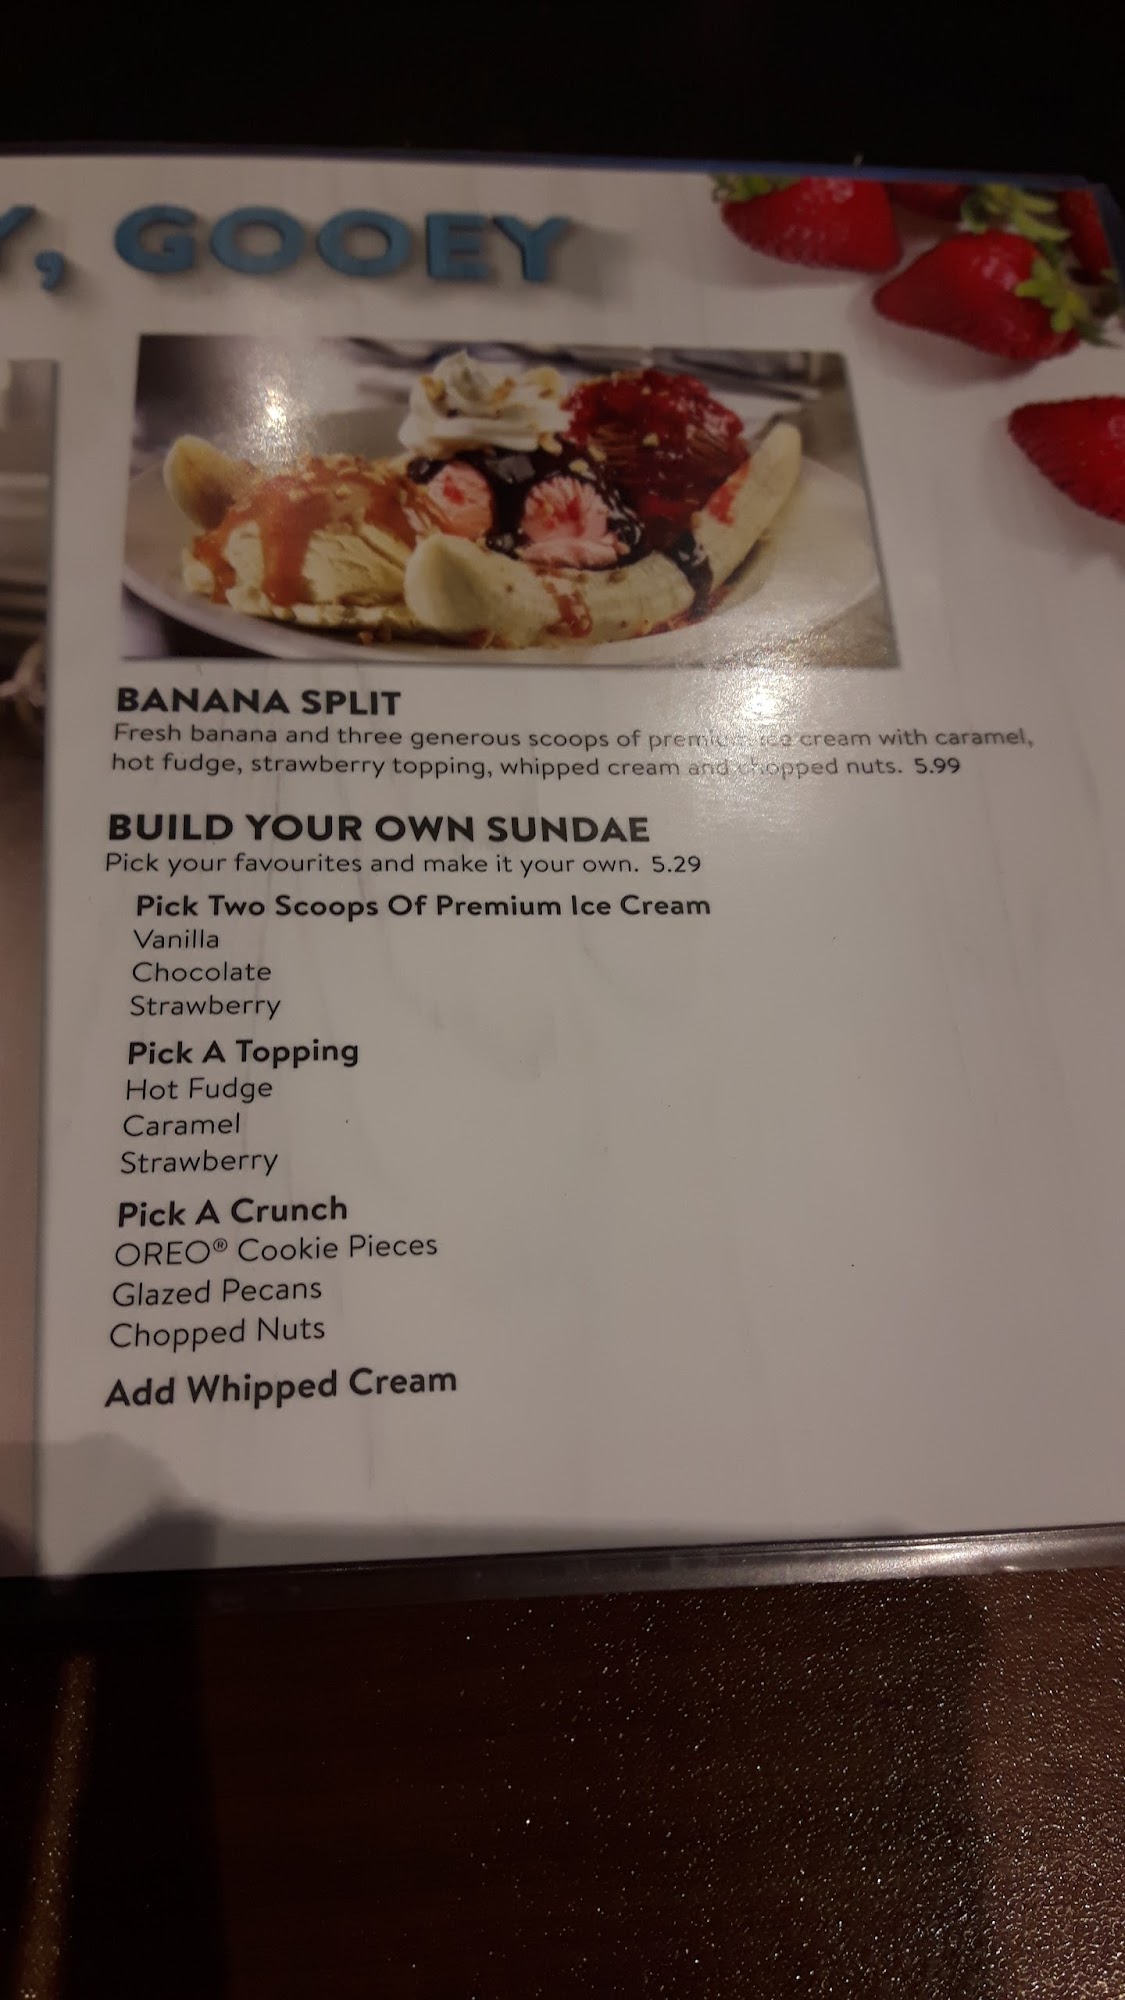 Y, GOOEY
BANANA SPLIT
Fresh banana and three generous scoops of premium ice cream with caramel,
hot fudge, strawberry topping, whipped cream and chopped nuts. 5.99
BUILD YOUR OWN SUNDAE
Pick your favourites and make it your own. 5.29
Pick Two Scoops Of Premium Ice Cream
Vanilla
Chocolate
Strawberry
Pick A Topping
Hot Fudge
Caramel
Strawberry
Pick A Crunch
OREO® Cookie Pieces
Glazed Pecans
Chopped Nuts
Add Whipped Cream